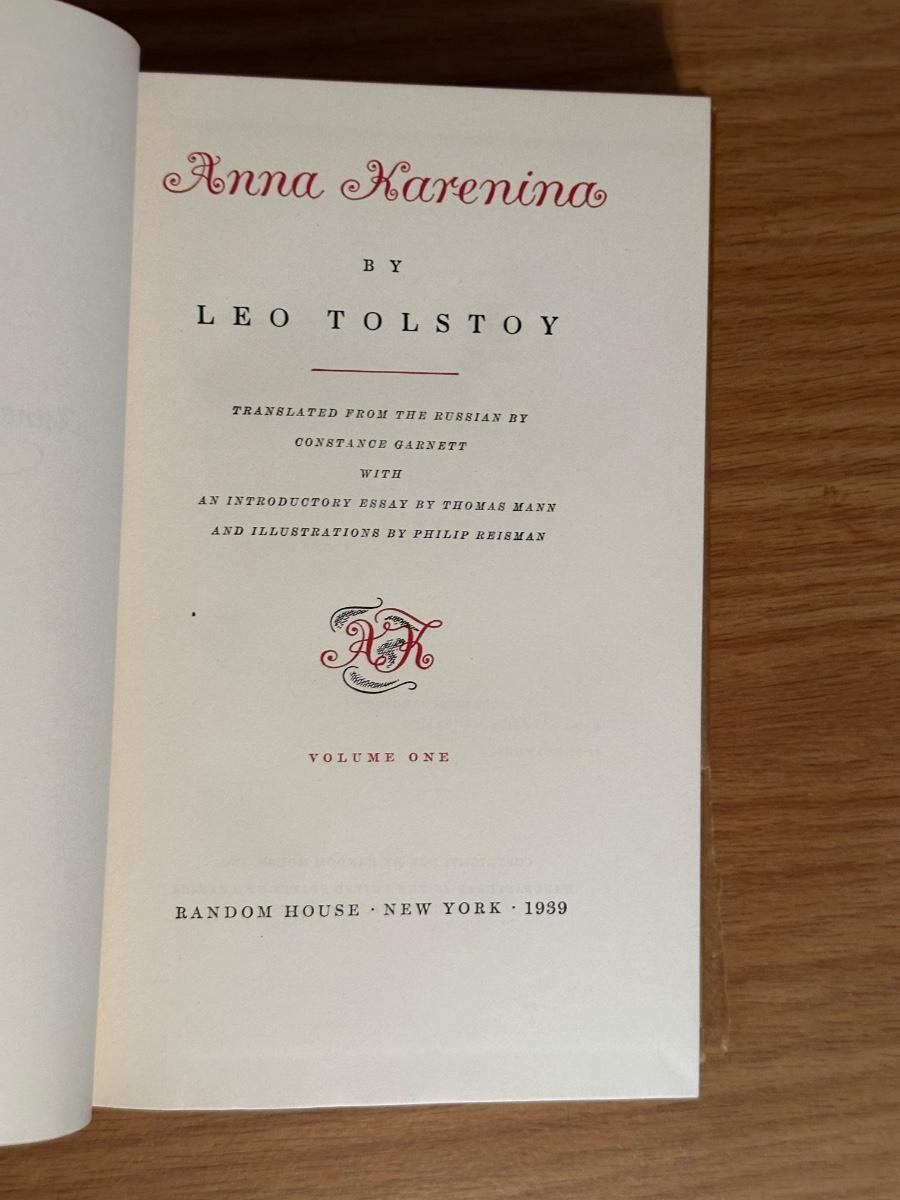 Anna Karenina
BY
LEO TOLSTOY
TRANSLATED FROM THE RUSSIAN BY
CONSTANCE GARNETT
WITH
AN INTRODUCTORY ESSAY BY THOMAS MANN
AND ILLUSTRATIONS BY PHILIP REISMAN
AK
VOLUME ONE
RANDOM HOUSE · NEW YORK · 1939